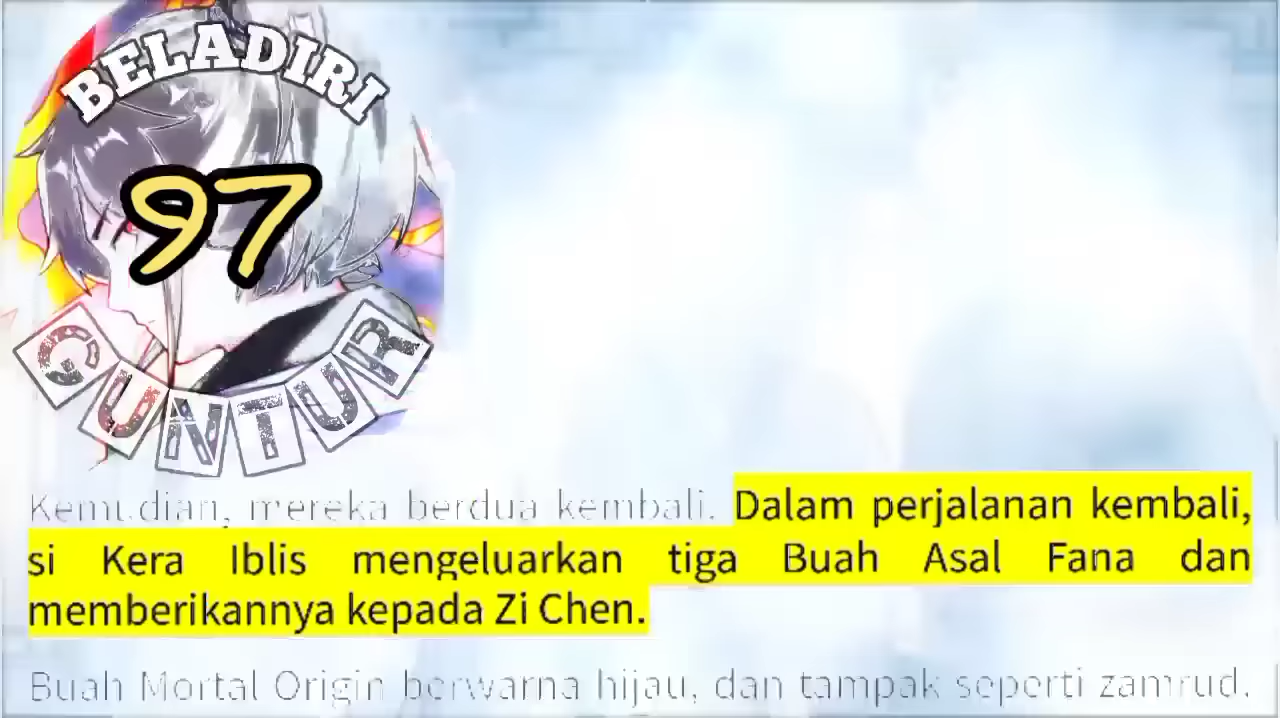 BELADIRI
97
GUNTUR
Kemudian, mereka berdua kembali. Dalam perjalanan kembali,
si Kera Iblis mengeluarkan tiga Buah Asal Fana dan
memberikannya kepada Zi Chen.
Buah Mortal Origin berwarna hijau, dan tampak seperti zamrud.